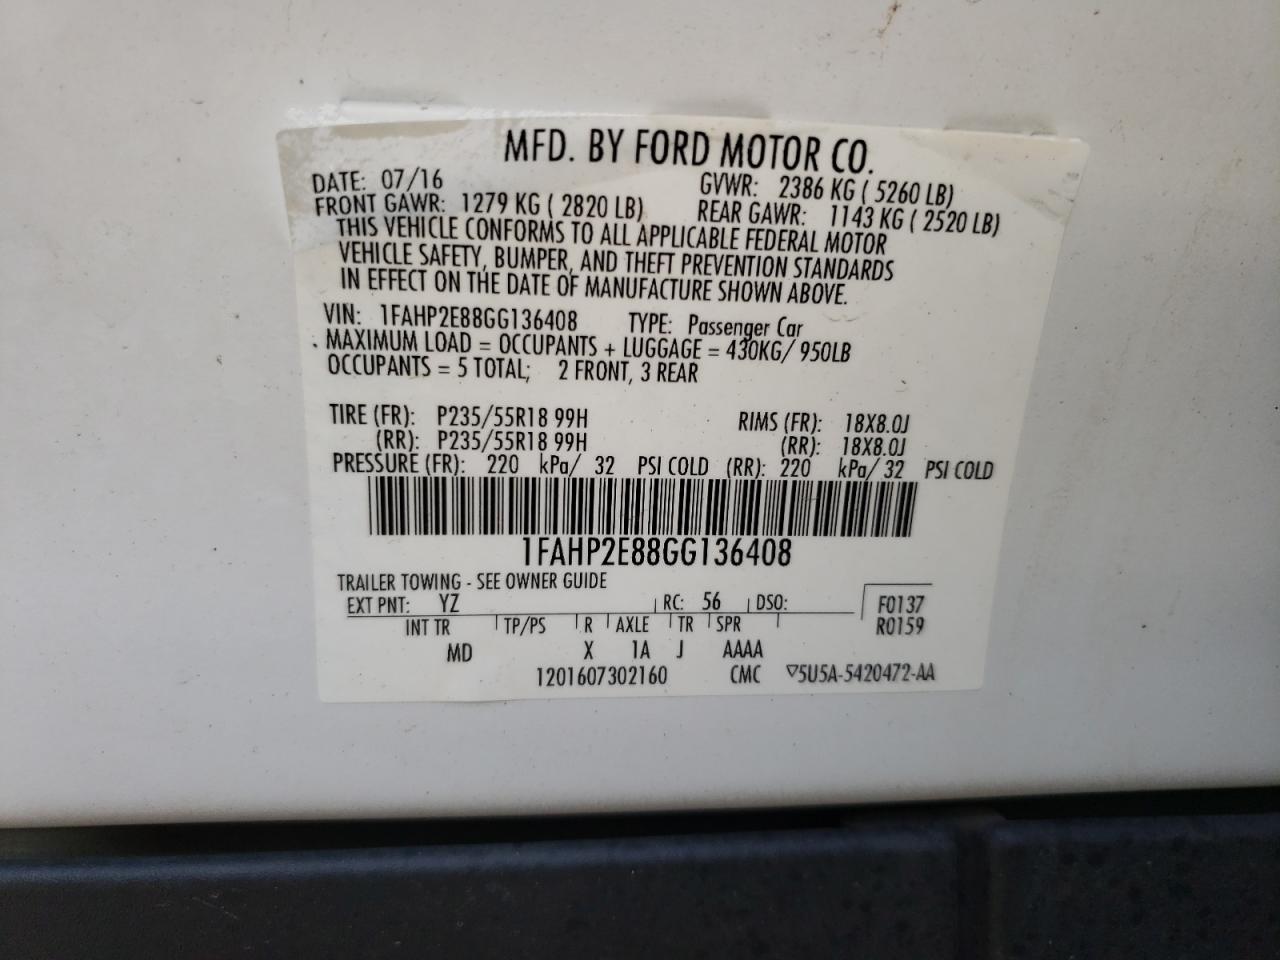 MFD. BY FORD MOTOR CO.
DATE: 07/16 GVWR: 2386 KG ( 5260 LB)
FRONT GAWR: 1279 KG ( 2820 LB) REAR GAWR: 1143 KG ( 2520 LB)
THIS VEHICLE CONFORMS TO ALL APPLICABLE FEDERAL MOTOR
VEHICLE SAFETY, BUMPER, AND THEFT PREVENTION STANDARDS
IN EFFECT ON THE DATE OF MANUFACTURE SHOWN ABOVE.
VIN: 1FAHP2E88GG136408 TYPE: Passenger Car
MAXIMUM LOAD = OCCUPANTS + LUGGAGE = 430KG/ 950LB
OCCUPANTS = 5 TOTAL; 2 FRONT, 3 REAR
TIRE (FR): P235/55R18 99H RIMS (FR): 18X8.0J
(RR): P235/55R18 99H (RR): 18X8.0J
PRESSURE (FR): 220 kPa/ 32 PSI COLD (RR): 220 kPa/ 32 PSI COLD
1FAHP2E88GG136408
TRAILER TOWING - SEE OWNER GUIDE
EXT PNT: YZ RC: 56 DSO: F0137
INT TR TP/PS R AXLE TR SPR R0159
MD X 1A J AAAA
1201607302160 CMC ▽5U5A-5420472-AA